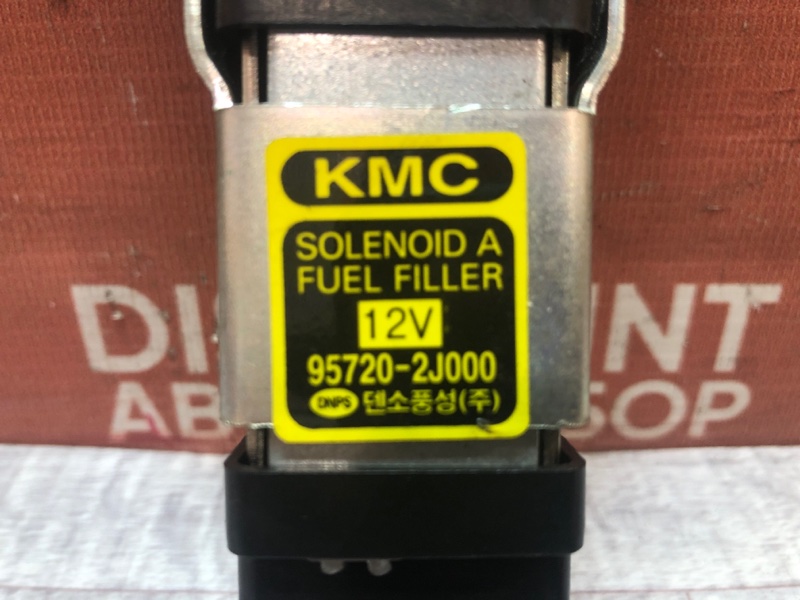 KMC
SOLENOID A
FUEL FILLER
12V
95720-2J000
DNPS 덴소풍성(주)